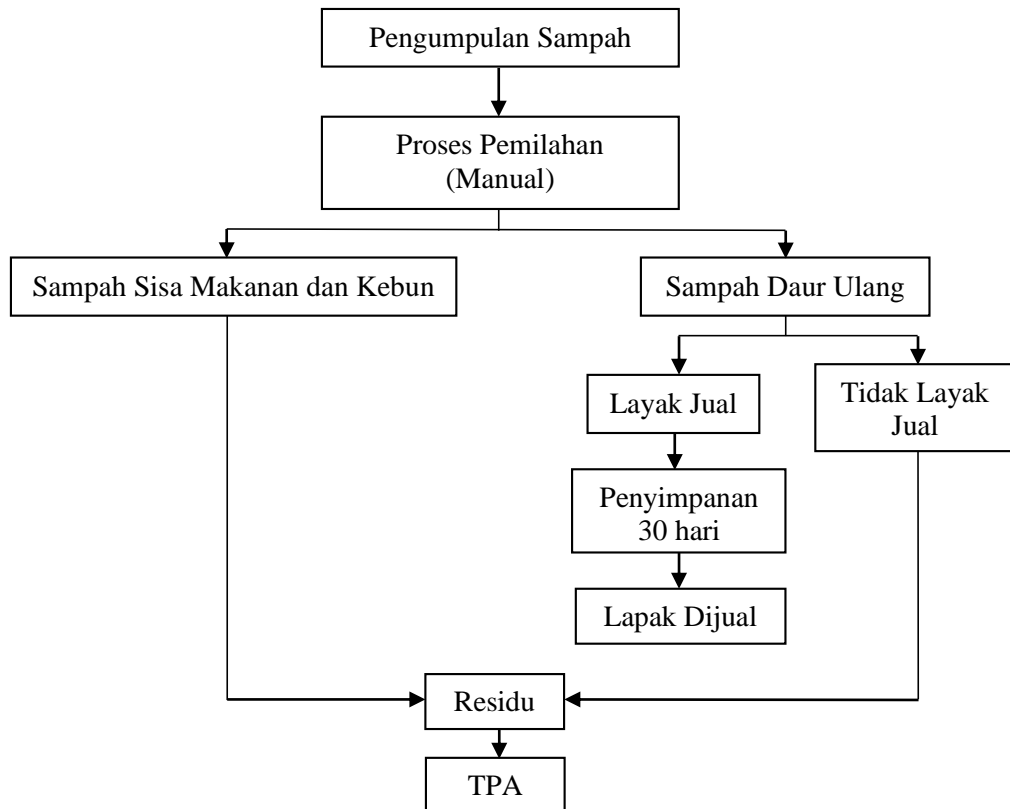 Pengumpulan Sampah
Proses Pemilahan
(Manual)
Sampah Sisa Makanan dan Kebun
Sampah Daur Ulang
Layak Jual
Tidak Layak
Jual
Penyimpanan
30 hari
Lapak Dijual
Residu
TPA